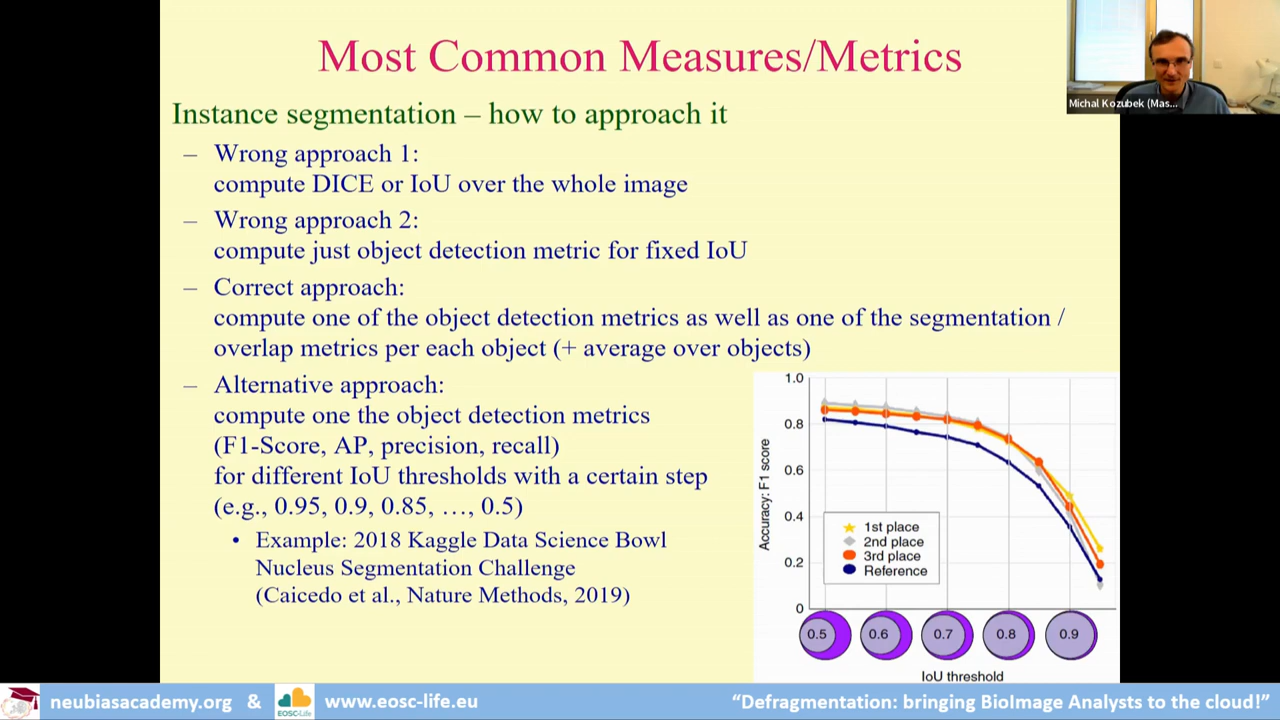 Most Common Measures/Metrics
Michal Kozubek (Mas...
Instance segmentation – how to approach it
– Wrong approach 1:
compute DICE or IoU over the whole image
– Wrong approach 2:
compute just object detection metric for fixed IoU
– Correct approach:
compute one of the object detection metrics as well as one of the segmentation /
overlap metrics per each object (+ average over objects)
– Alternative approach:
compute one the object detection metrics
(F1-Score, AP, precision, recall)
for different IoU thresholds with a certain step
(e.g., 0.95, 0.9, 0.85, …, 0.5)
• Example: 2018 Kaggle Data Science Bowl
Nucleus Segmentation Challenge
(Caicedo et al., Nature Methods, 2019)
Accuracy: F1 score
1.0
0.8
0.6
0.4
0.2
0
1st place
2nd place
3rd place
Reference
0.5 0.6 0.7 0.8 0.9
IoU threshold
neubiasacademy.org & EOSC-LIFE www.eosc-life.eu
“Defragmentation: bringing BioImage Analysts to the cloud!”